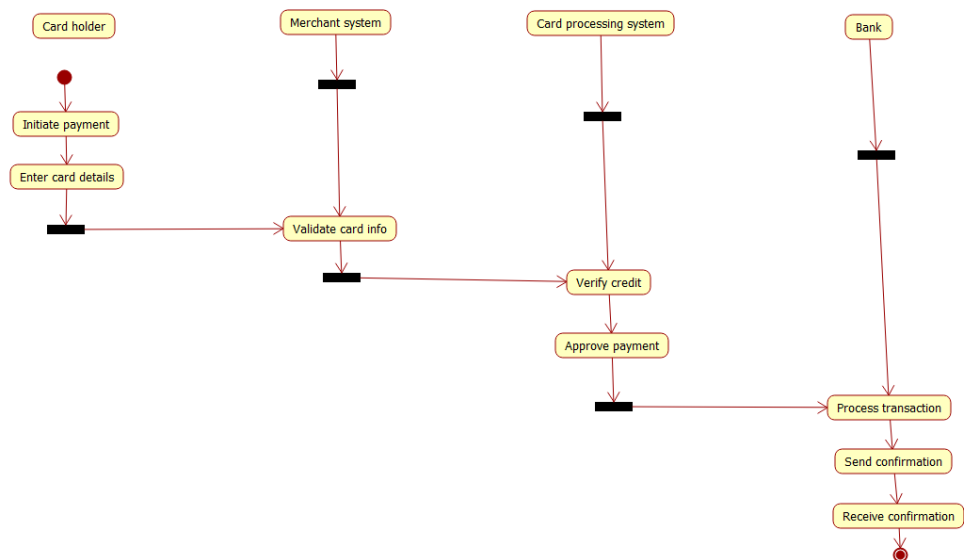 Card holder
Merchant system
Card processing system
Bank
Initiate payment
Enter card details
Validate card info
Verify credit
Approve payment
Process transaction
Send confirmation
Receive confirmation